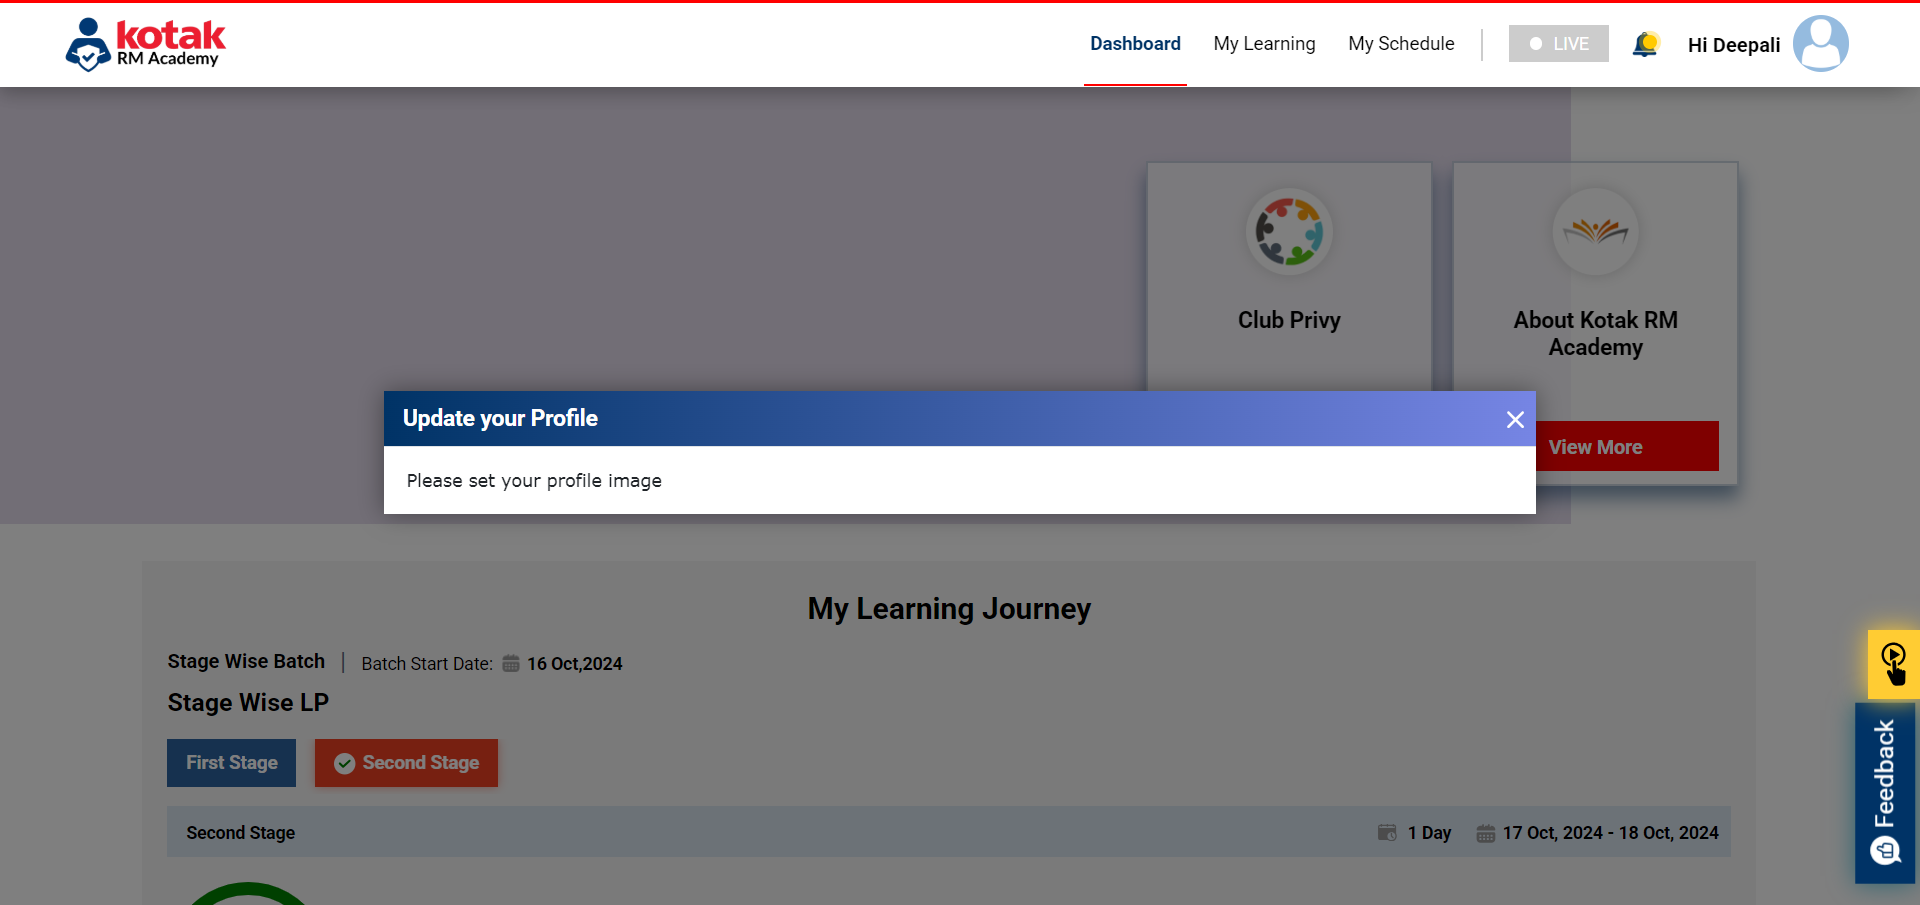 kotak
RM Academy
Dashboard
My Learning
My Schedule
LIVE
Hi Deepali
Club Privy
About Kotak RM
Academy
View More
Update your Profile
Please set your profile image
My Learning Journey
Stage Wise Batch
Batch Start Date: 16 Oct,2024
Stage Wise LP
First Stage
Second Stage
Second Stage
1 Day
17 Oct, 2024 - 18 Oct, 2024
Feedback